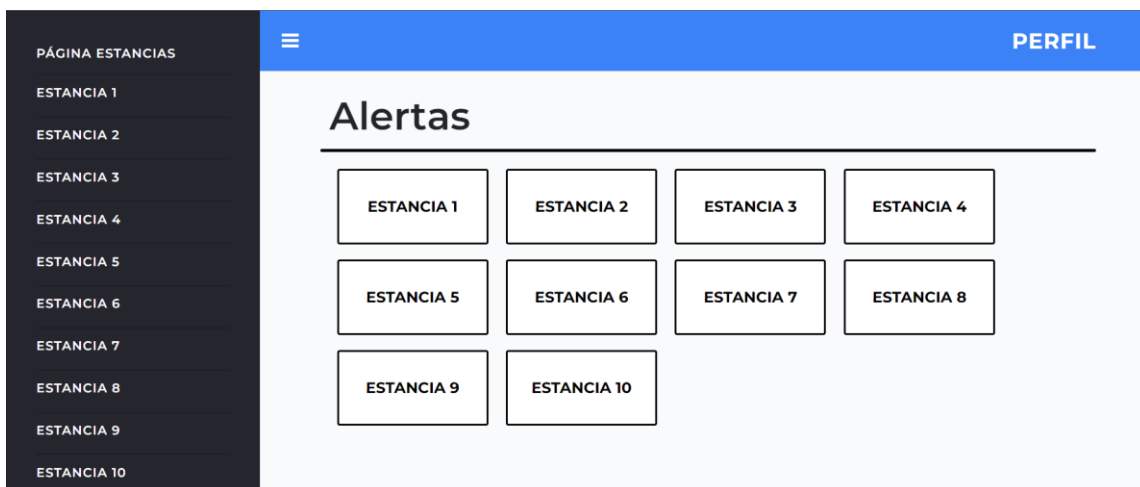 PÁGINA ESTANCIAS
ESTANCIA 1
ESTANCIA 2
ESTANCIA 3
ESTANCIA 4
ESTANCIA 5
ESTANCIA 6
ESTANCIA 7
ESTANCIA 8
ESTANCIA 9
ESTANCIA 10
PERFIL
Alertas
ESTANCIA 1 ESTANCIA 2 ESTANCIA 3 ESTANCIA 4
ESTANCIA 5 ESTANCIA 6 ESTANCIA 7 ESTANCIA 8
ESTANCIA 9 ESTANCIA 10